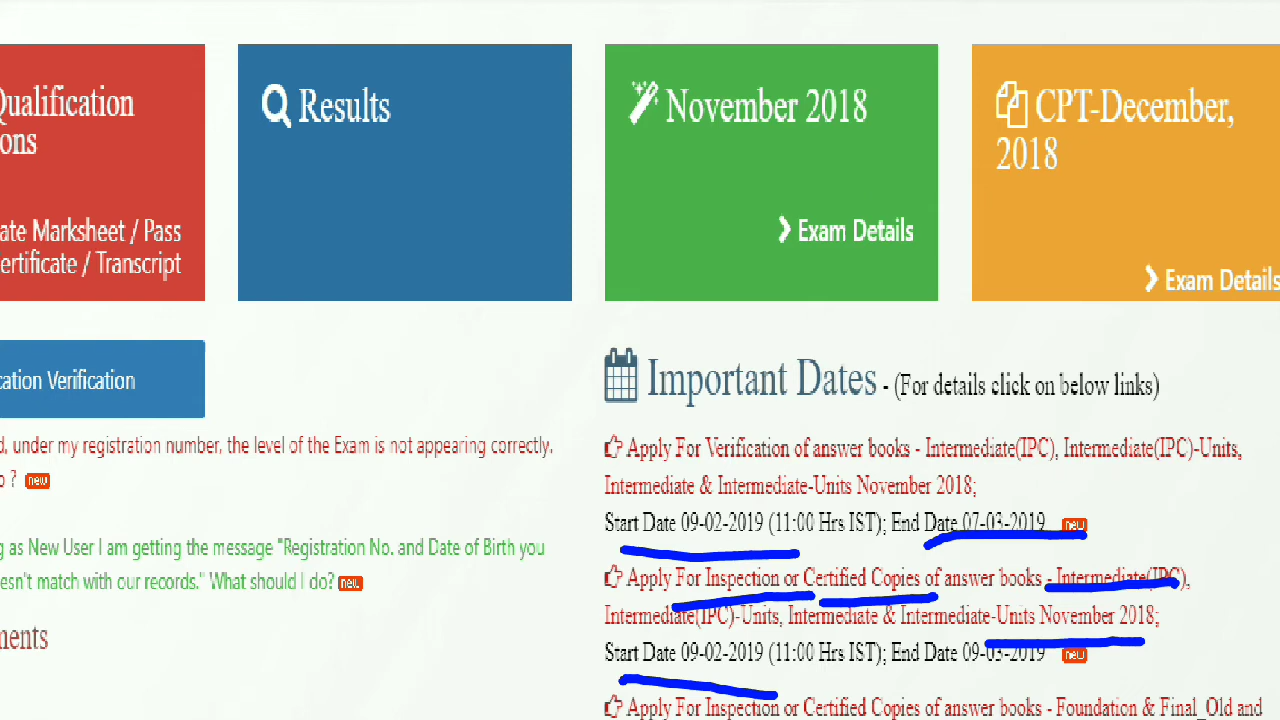 Qualification
ons
ate Marksheet / Pass
ertificate / Transcript
Results
November 2018
Exam Details
CPT-December,
2018
Exam Details
cation Verification
d, under my registration number, the level of the Exam is not appearing correctly.
o ? new
g as New User I am getting the message "Registration No. and Date of Birth you
esn't match with our records." What should I do? new
ments
Important Dates - (For details click on below links)
Apply For Verification of answer books - Intermediate(IPC), Intermediate(IPC)-Units,
Intermediate & Intermediate-Units November 2018;
Start Date 09-02-2019 (11:00 Hrs IST); End Date 07-03-2019 new
Apply For Inspection or Certified Copies of answer books - Intermediate(IPC),
Intermediate(IPC)-Units, Intermediate & Intermediate-Units November 2018;
Start Date 09-02-2019 (11:00 Hrs IST); End Date 09-03-2019 new
Apply For Inspection or Certified Copies of answer books - Foundation & Final_Old and